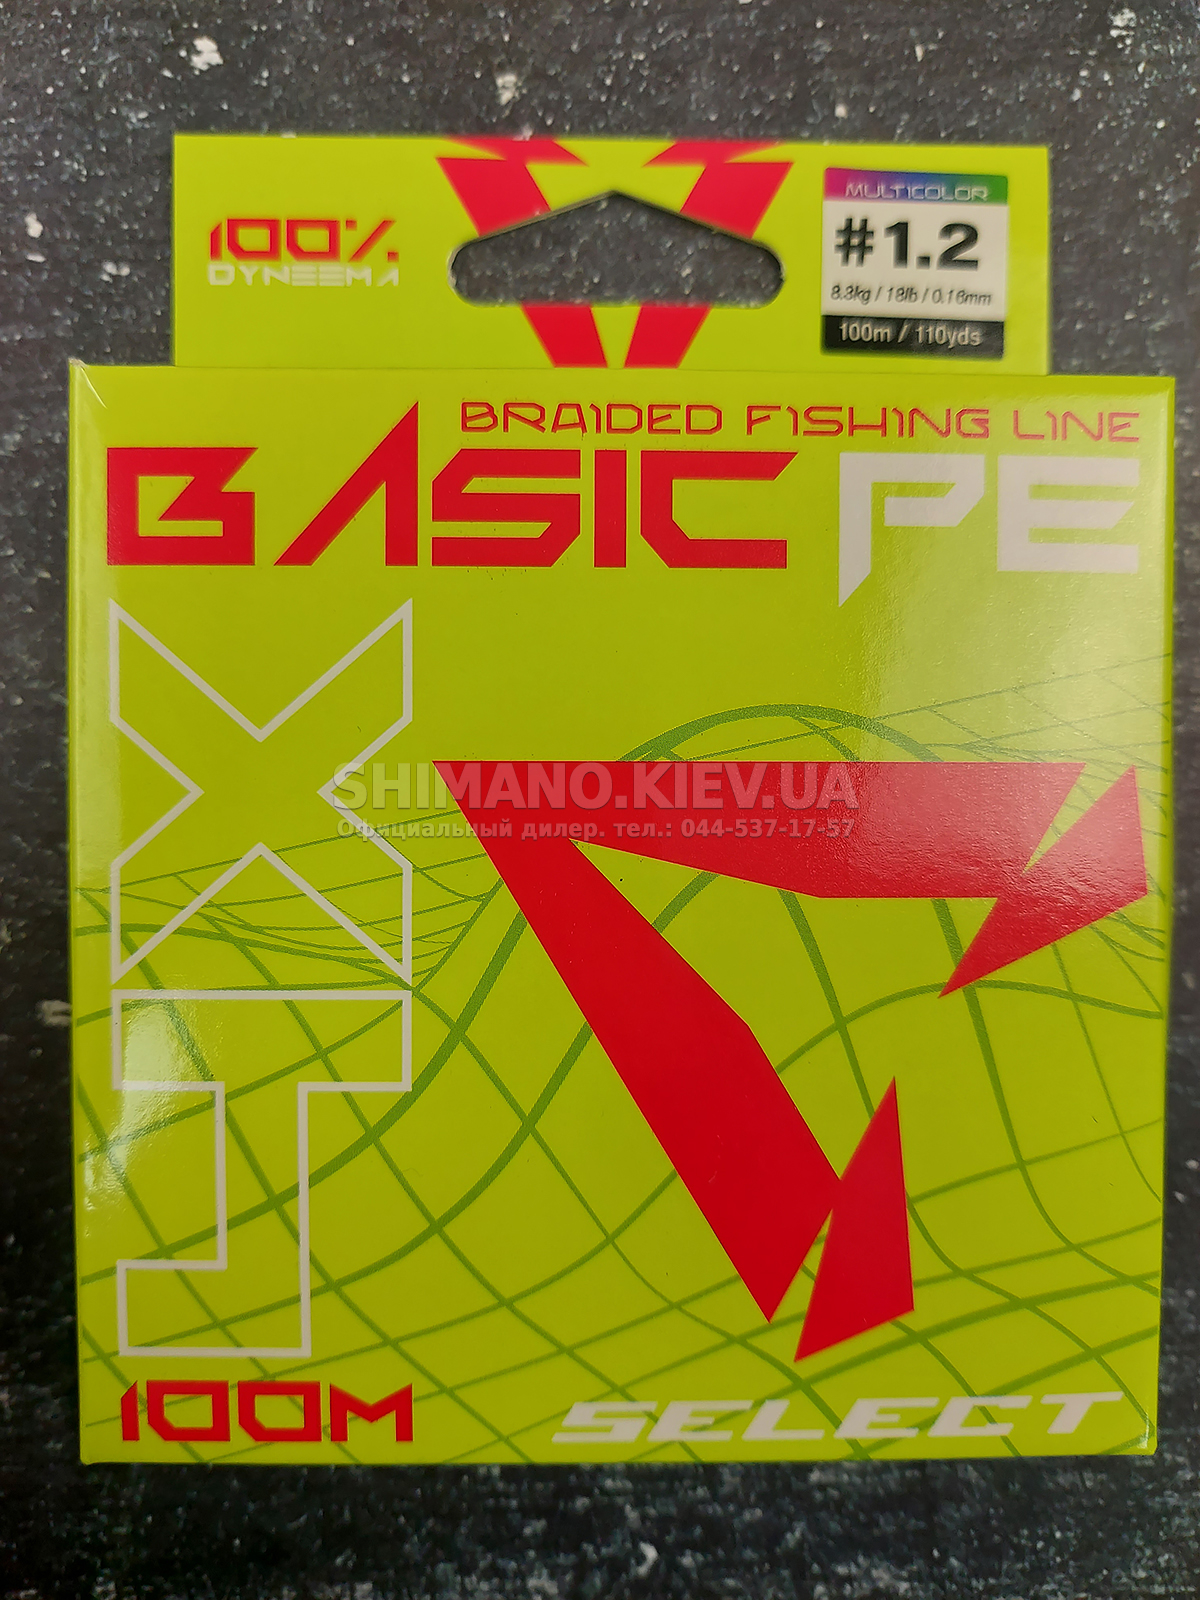 100%
DYNEEMA
MULTICOLOR
#1.2
8.3kg / 18lb / 0.16mm
100m / 110yds
BRAIDED FISHING LINE
BASIC PE
SHIMANO.KIEV.UA
Официальный дилер. тел.: 044-537-17-57
100M
SELECT